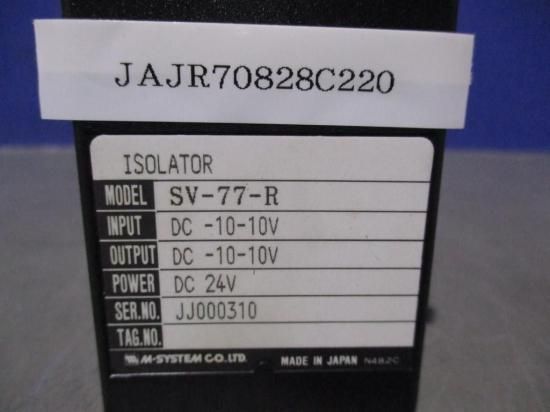 JAJR70828C220
ISOLATOR
MODEL SV-77-R
INPUT DC -10-10V
OUTPUT DC -10-10V
POWER DC 24V
SER.NO. JJ000310
TAG.NO.
M-SYSTEM CO.,LTD. MADE IN JAPAN N482C